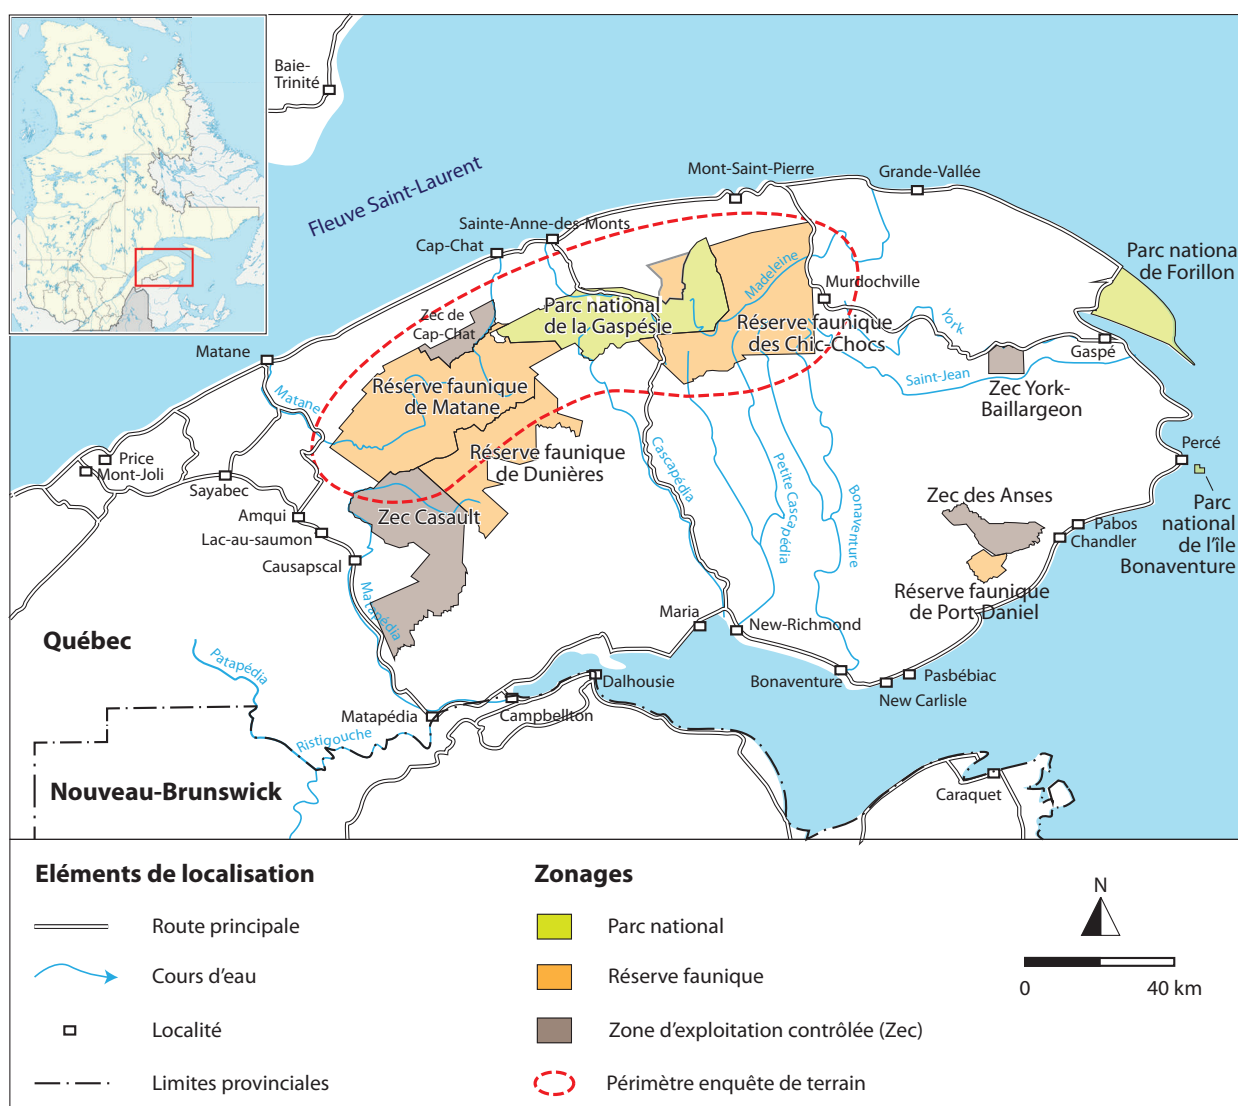 Baie-
Trinité
Fleuve Saint-Laurent
Mont-Saint-Pierre
Grande-Vallée
Sainte-Anne-des-Monts
Cap-Chat
Parc national
de Forillon
Murdochville
Madeleine
Zec de
Cap-Chat
Parc national
de la Gaspésie
Réserve faunique
des Chic-Chocs
York
Gaspé
Matane
Saint-Jean
Matane
Réserve faunique
de Matane
Zec York-
Baillargeon
Réserve faunique
de Dunières
Percé
Price
Mont-Joli
Sayabec
Cascapédia
Petite Cascapédia
Bonaventure
Zec des Anses
Parc
national
de l'île
Bonaventure
Amqui
Zec Casault
Lac-au-saumon
Pabos
Chandler
Causapscal
Matapédia
Réserve faunique
de Port-Daniel
Maria
New-Richmond
Québec
Patapédia
Dalhousie
Bonaventure
Pasbébiac
New Carlisle
Matapédia
Campbellton
Ristigouche
Nouveau-Brunswick
Caraquet
Eléments de localisation
Route principale
Cours d'eau
Localité
Limites provinciales
Zonages
Parc national
Réserve faunique
Zone d'exploitation contrôlée (Zec)
Périmètre enquête de terrain
N
0 40 km